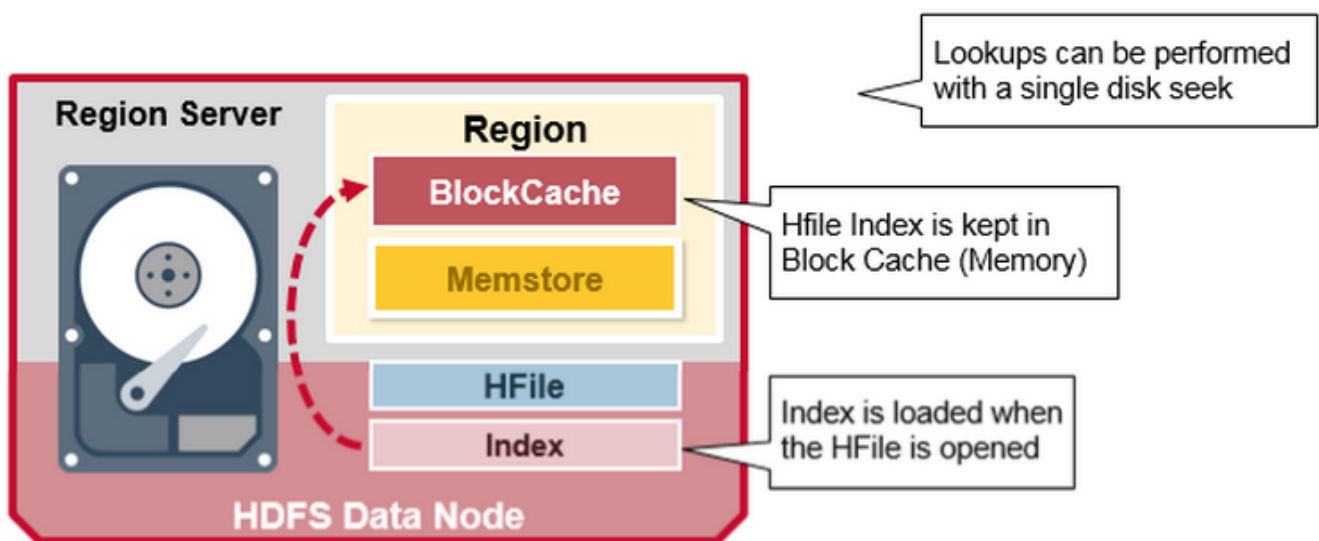 Lookups can be performed
with a single disk seek
Region Server
Region
BlockCache
Hfile Index is kept in
Block Cache (Memory)
Memstore
HFile
Index is loaded when
the HFile is opened
Index
HDFS Data Node